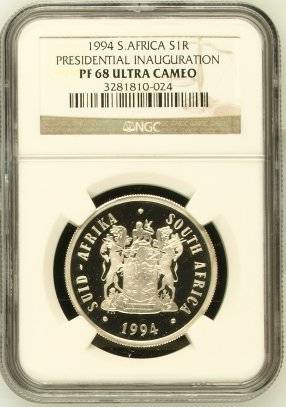 1994 S.AFRICA S1R
PRESIDENTIAL INAUGURATION
PF 68 ULTRA CAMEO
3281810-024
NGC
SUID-AFRIKA • SOUTH AFRICA
• 1994 •